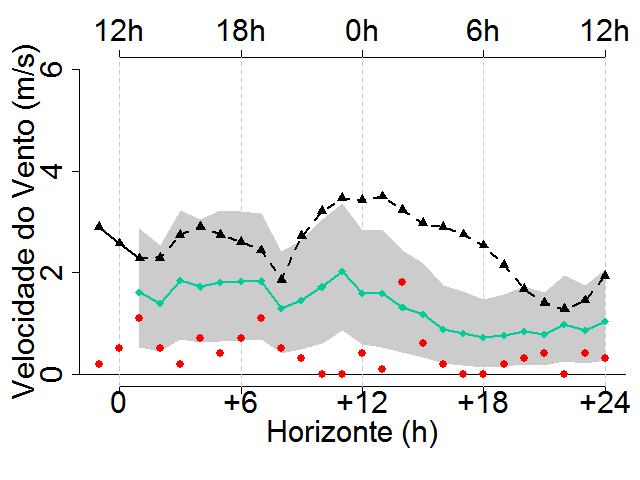 12h 18h 0h 6h 12h
Velocidade do Vento (m/s)
6
4
2
0
0 +6 +12 +18 +24
Horizonte (h)